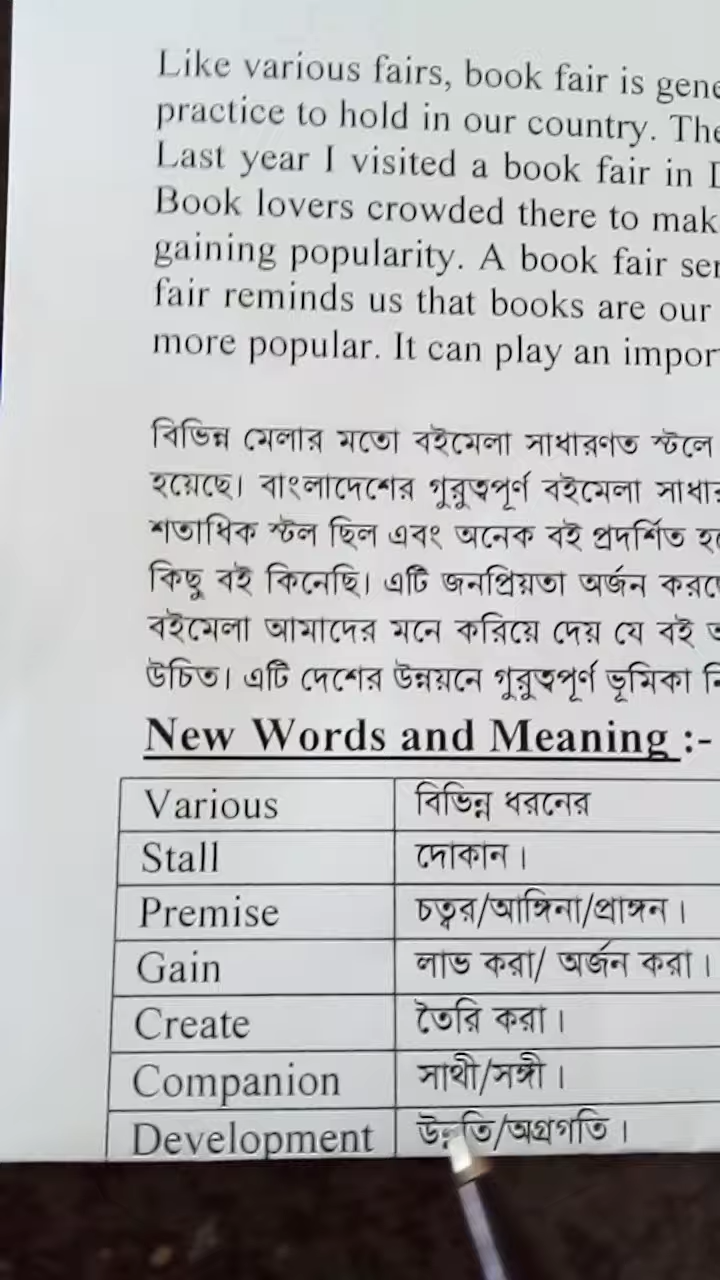 Like various fairs, book fair is gene
practice to hold in our country. The
Last year I visited a book fair in D
Book lovers crowded there to mak
gaining popularity. A book fair ser
fair reminds us that books are our
more popular. It can play an impor
বিভিন্ন মেলার মতো বইমেলা সাধারণত স্টলে
হয়েছে। বাংলাদেশের গুরুত্বপূর্ণ বইমেলা সাধার
শতাধিক স্টল ছিল এবং অনেক বই প্রদর্শিত হ
কিছু বই কিনেছি। এটি জনপ্রিয়তা অর্জন করছে
বইমেলা আমাদের মনে করিয়ে দেয় যে বই
উচিত। এটি দেশের উন্নয়নে গুরুত্বপূর্ণ ভূমিকা
New Words and Meaning :-
Various বিভিন্ন ধরনের
Stall দোকান।
Premise চত্বর/আঙ্গিনা/প্রাঙ্গন।
Gain লাভ করা/ অর্জন করা।
Create তৈরি করা।
Companion সাথী/সঙ্গী।
Development উন্নতি/অগ্রগতি।